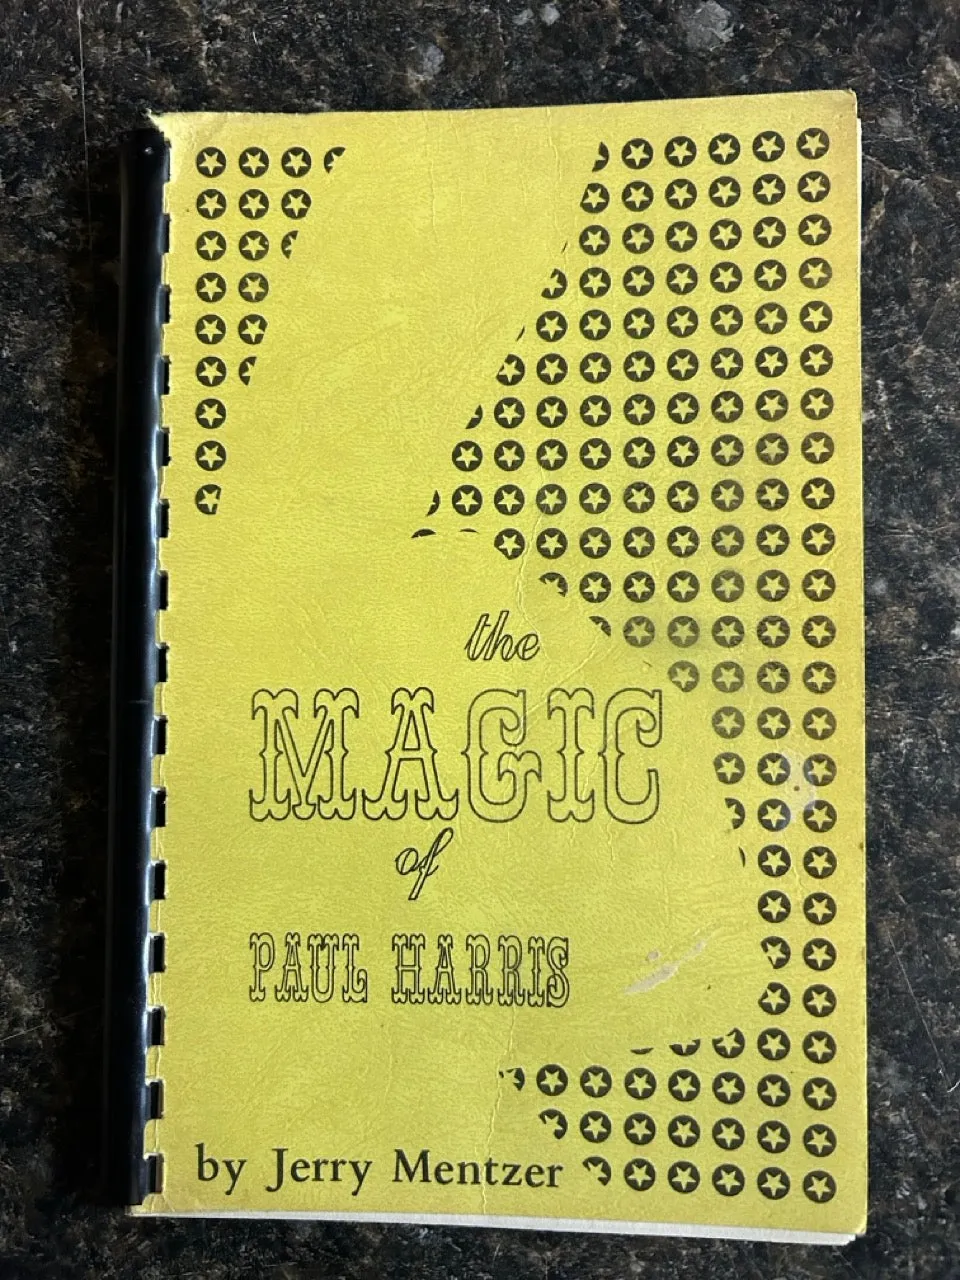 the
MAGIC
of
PAUL HARRIS
by Jerry Mentzer